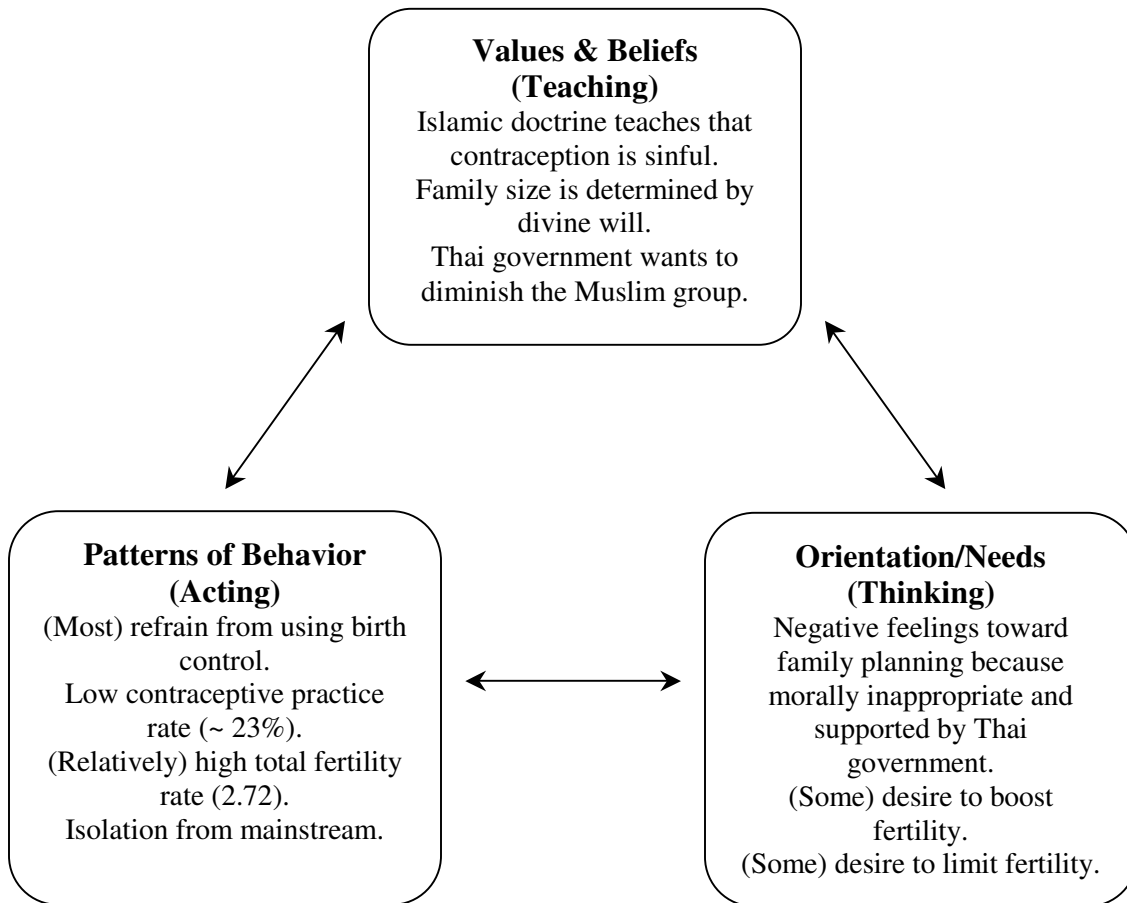 Values & Beliefs
(Teaching)
Islamic doctrine teaches that
contraception is sinful.
Family size is determined by
divine will.
Thai government wants to
diminish the Muslim group.
Patterns of Behavior
(Acting)
(Most) refrain from using birth
control.
Low contraceptive practice
rate (~ 23%).
(Relatively) high total fertility
rate (2.72).
Isolation from mainstream.
Orientation/Needs
(Thinking)
Negative feelings toward
family planning because
morally inappropriate and
supported by Thai
government.
(Some) desire to boost
fertility.
(Some) desire to limit fertility.